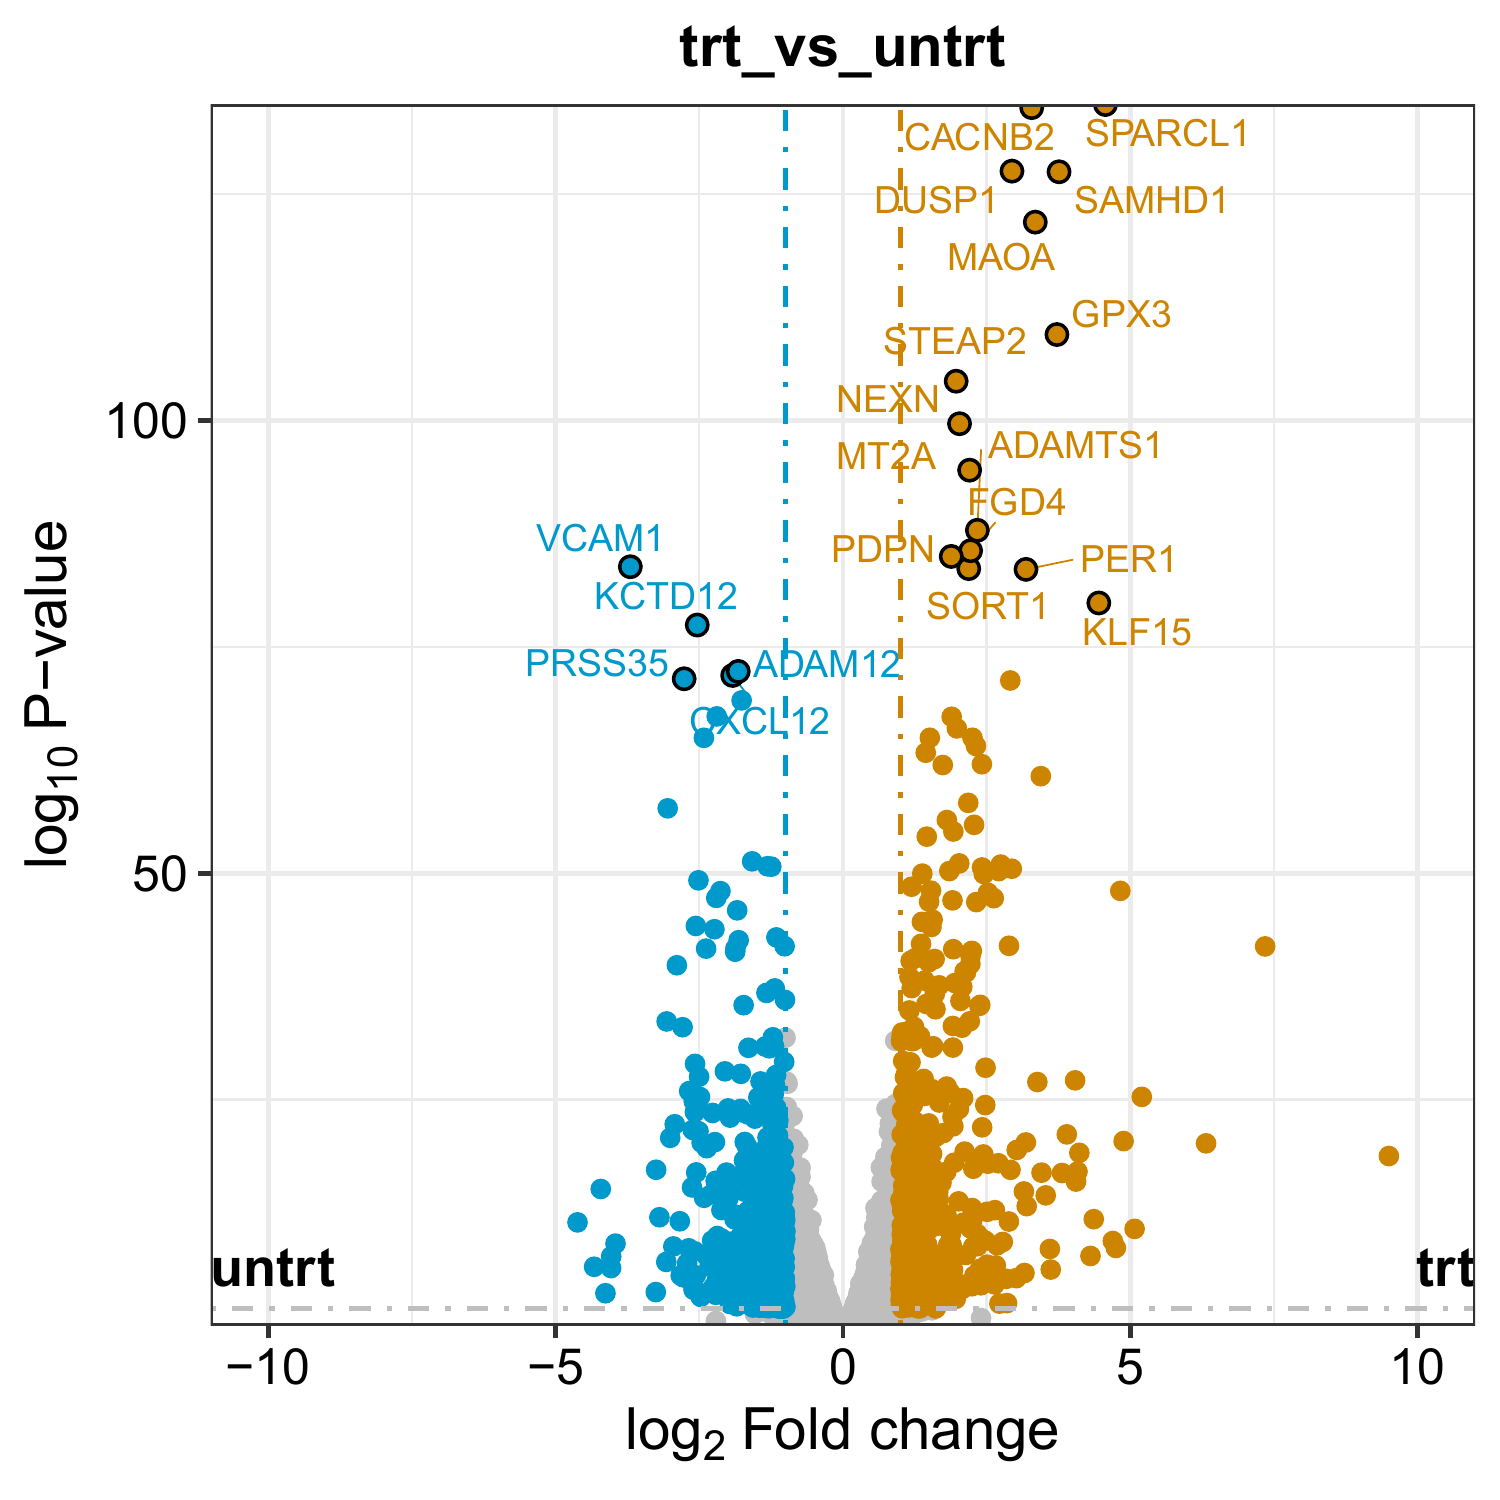 trt_vs_untrt
CACNB2
SPARCL1
DUSP1
SAMHD1
MAOA
GPX3
STEAP2
NEXN
MT2A
ADAMTS1
FGD4
PDPN
PER1
SORT1
KLF15
VCAM1
KCTD12
PRSS35
ADAM12
CXCL12
100
50
log10 P−value
untrt
trt
−10
−5
0
5
10
log2 Fold change